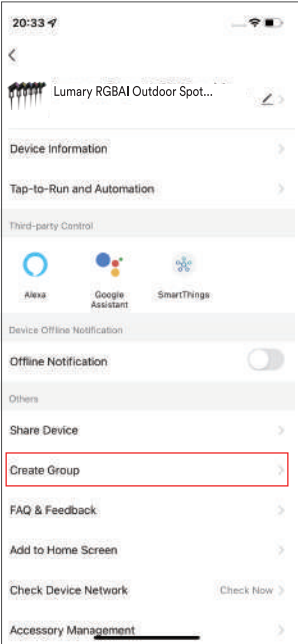 20:33
Lumary RGBAI Outdoor Spot...
Device Information
Tap-to-Run and Automation
Third-party Control
Alexa
Google Assistant
SmartThings
Device Offline Notification
Offline Notification
Others
Share Device
Create Group
FAQ & Feedback
Add to Home Screen
Check Device Network
Check Now
Accessory Management